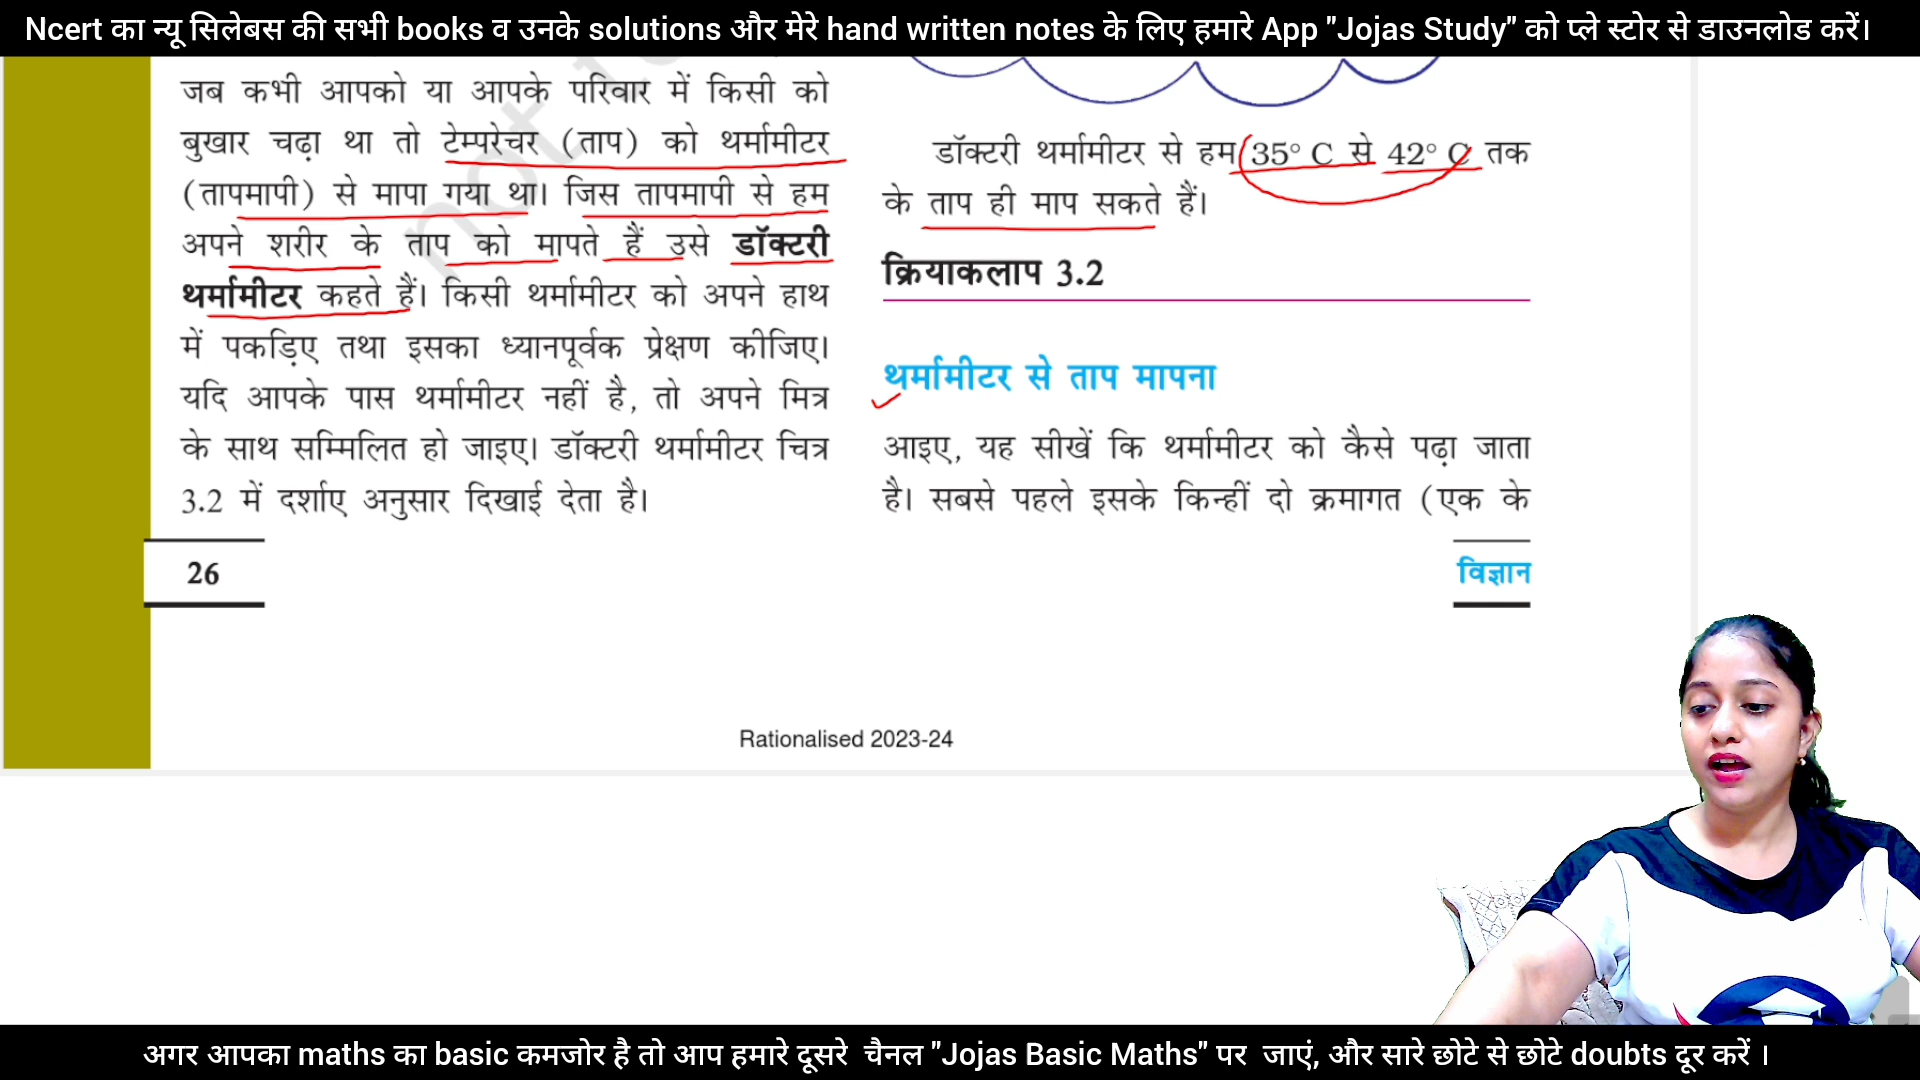 Ncert का न्यू सिलेबस की सभी books व उनके solutions और मेरे hand written notes के लिए हमारे App "Jojas Study" को प्ले स्टोर से डाउनलोड करें।
जब कभी आपको या आपके परिवार में किसी को
बुखार चढ़ा था तो टेम्परेचर (ताप) को थर्मामीटर
(तापमापी) से मापा गया था। जिस तापमापी से हम
अपने शरीर के ताप को मापते हैं उसे डॉक्टरी
थर्मामीटर कहते हैं। किसी थर्मामीटर को अपने हाथ
में पकड़िए तथा इसका ध्यानपूर्वक प्रेक्षण कीजिए।
यदि आपके पास थर्मामीटर नहीं है, तो अपने मित्र
के साथ सम्मिलित हो जाइए। डॉक्टरी थर्मामीटर चित्र
3.2 में दर्शाए अनुसार दिखाई देता है।
26
डॉक्टरी थर्मामीटर से हम 35° C से 42° C तक
के ताप ही माप सकते हैं।
क्रियाकलाप 3.2
थर्मामीटर से ताप मापना
आइए, यह सीखें कि थर्मामीटर को कैसे पढ़ा जाता
है। सबसे पहले इसके किन्हीं दो क्रमागत (एक के
विज्ञान
Rationalised 2023-24
अगर आपका maths का basic कमजोर है तो आप हमारे दूसरे चैनल "Jojas Basic Maths" पर जाएं, और सारे छोटे से छोटे doubts दूर करें ।